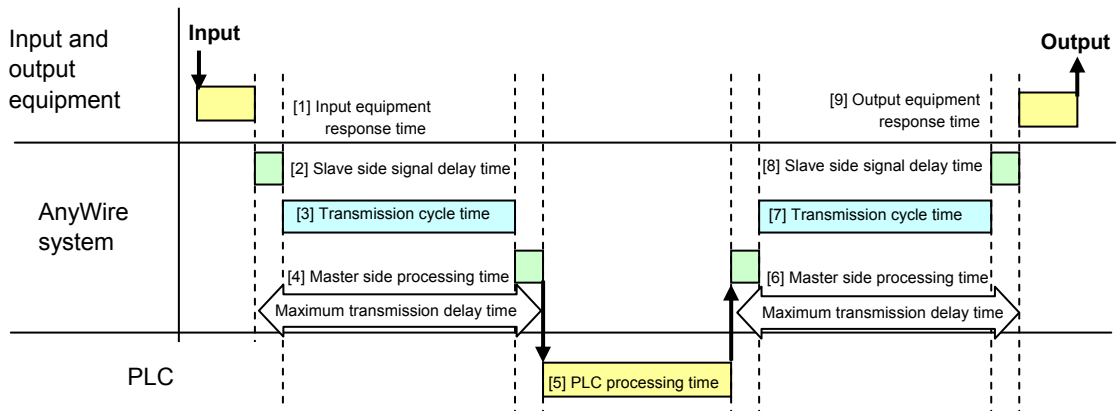 Input and
output
equipment
Input
Output
[1] Input equipment
response time
[9] Output equipment
response time
AnyWire
system
[2] Slave side signal delay time
[8] Slave side signal delay time
[3] Transmission cycle time
[7] Transmission cycle time
[4] Master side processing time
[6] Master side processing time
Maximum transmission delay time
Maximum transmission delay time
PLC
[5] PLC processing time